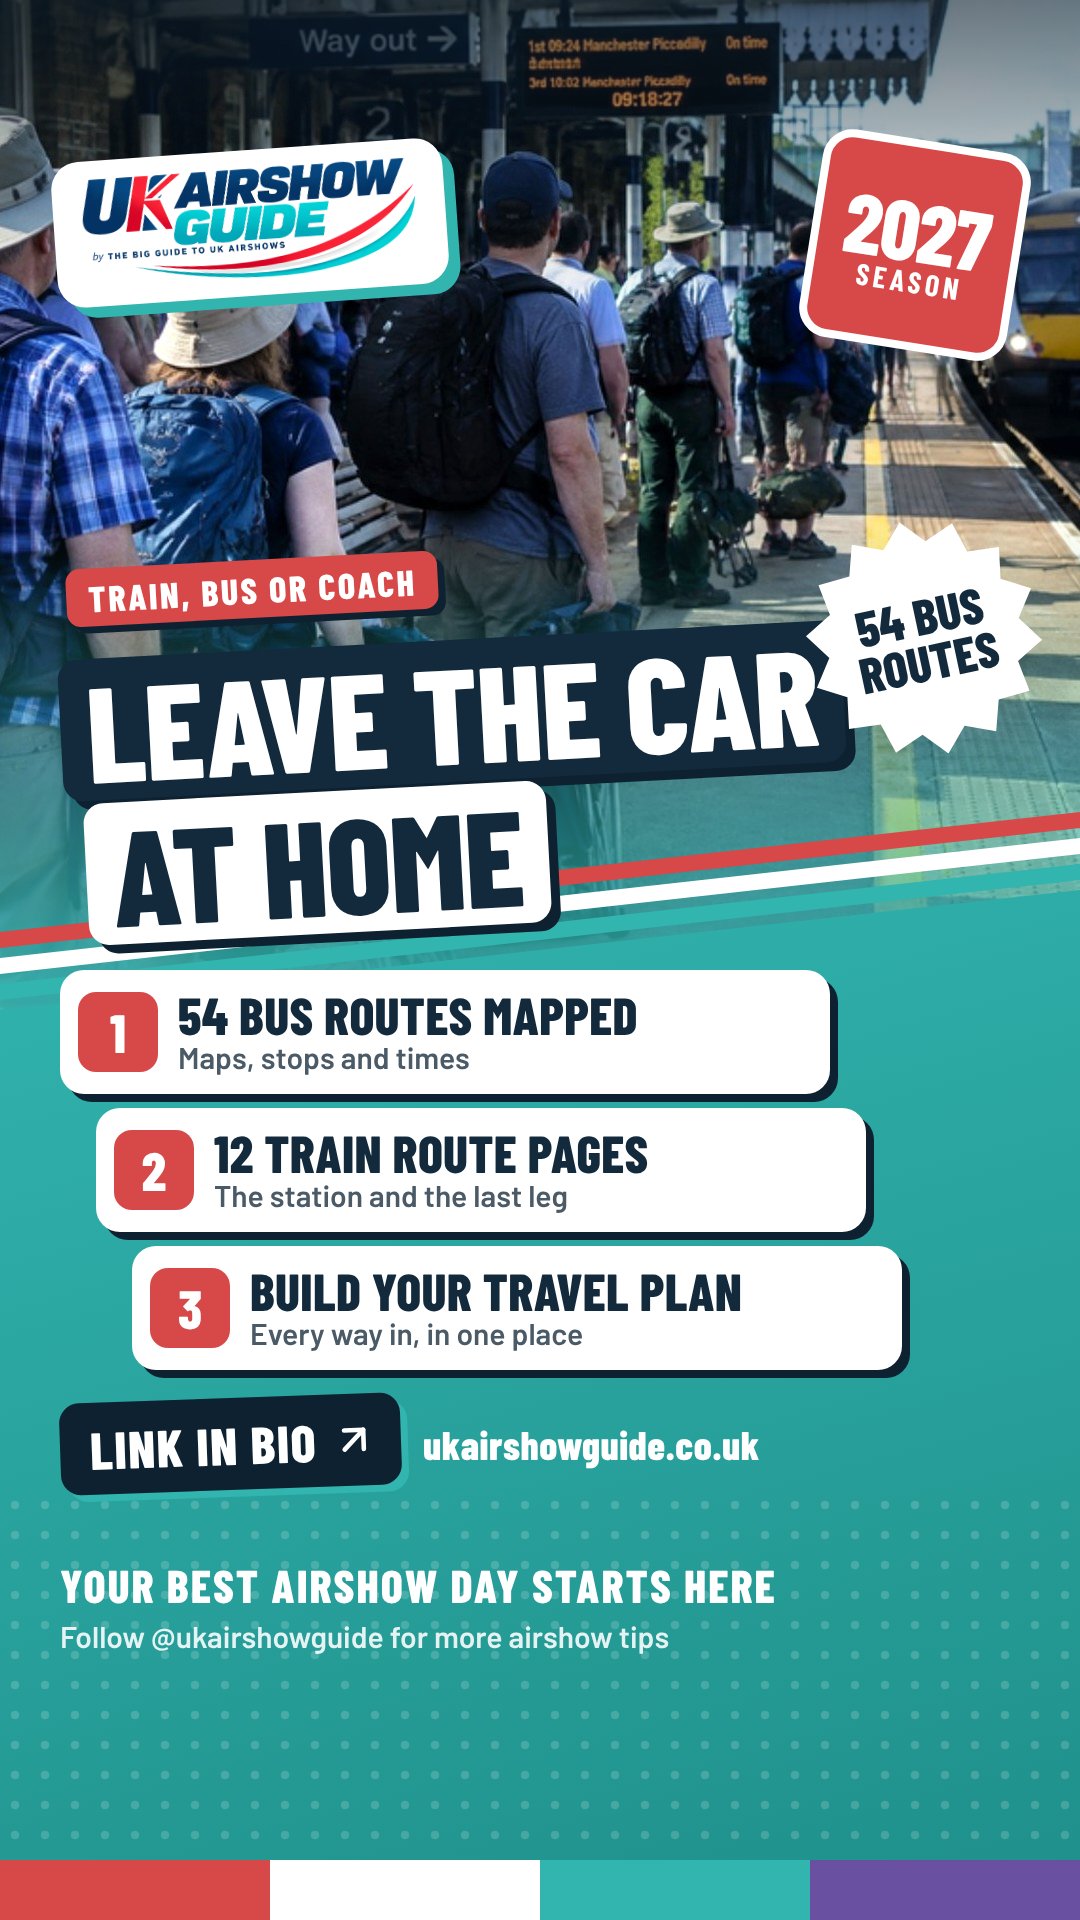 Way out →
1st 09:24 Manchester Piccadilly On time
3rd 10:02 Manchester Piccadilly On time
09:18:27
2
UK AIRSHOW
GUIDE
by THE BIG GUIDE TO UK AIRSHOWS
2027
SEASON
TRAIN, BUS OR COACH
54 BUS
ROUTES
LEAVE THE CAR
AT HOME
1
54 BUS ROUTES MAPPED
Maps, stops and times
2
12 TRAIN ROUTE PAGES
The station and the last leg
3
BUILD YOUR TRAVEL PLAN
Every way in, in one place
LINK IN BIO
ukairshowguide.co.uk
YOUR BEST AIRSHOW DAY STARTS HERE
Follow @ukairshowguide for more airshow tips